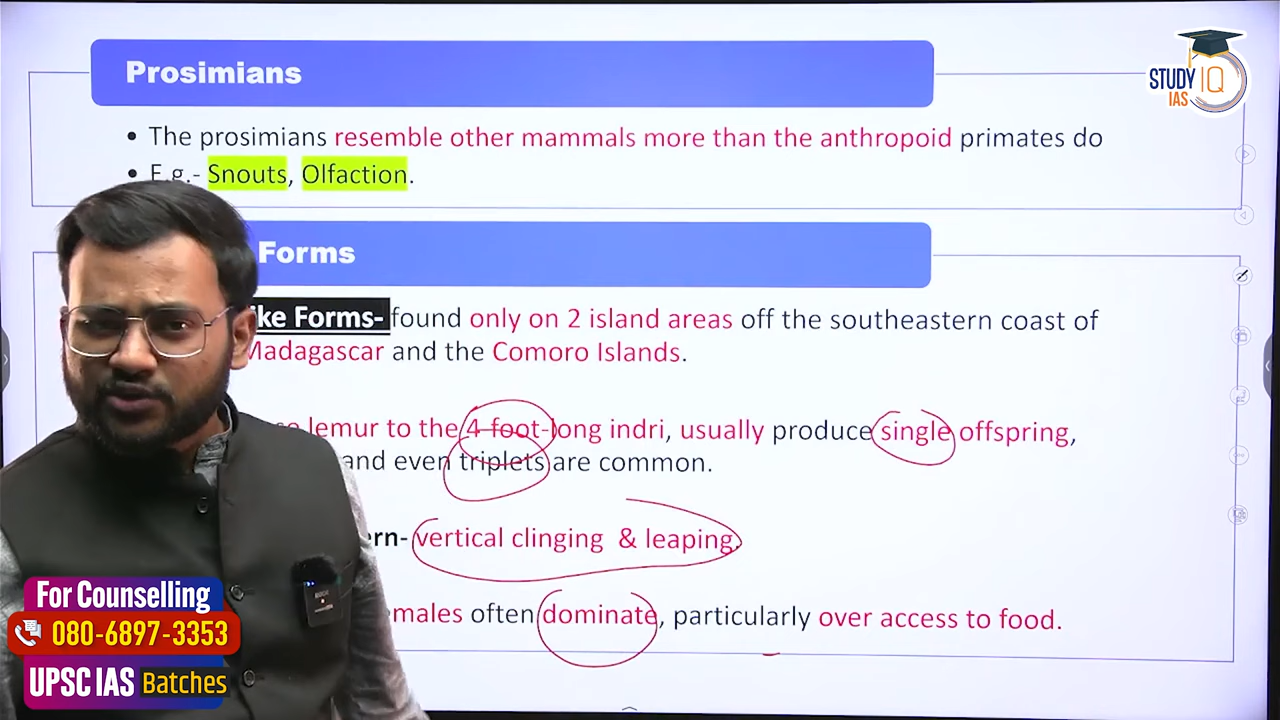 Prosimians
STUDY IQ
IAS
• The prosimians resemble other mammals more than the anthropoid primates do
• E.g.- Snouts, Olfaction.
Forms
ike Forms- found only on 2 island areas off the southeastern coast of
Madagascar and the Comoro Islands.
lemur to the 4 foot-long indri, usually produce single offspring,
and even triplets are common.
ern- vertical clinging & leaping.
emales often dominate, particularly over access to food.
For Counselling
080-6897-3353
UPSC IAS Batches